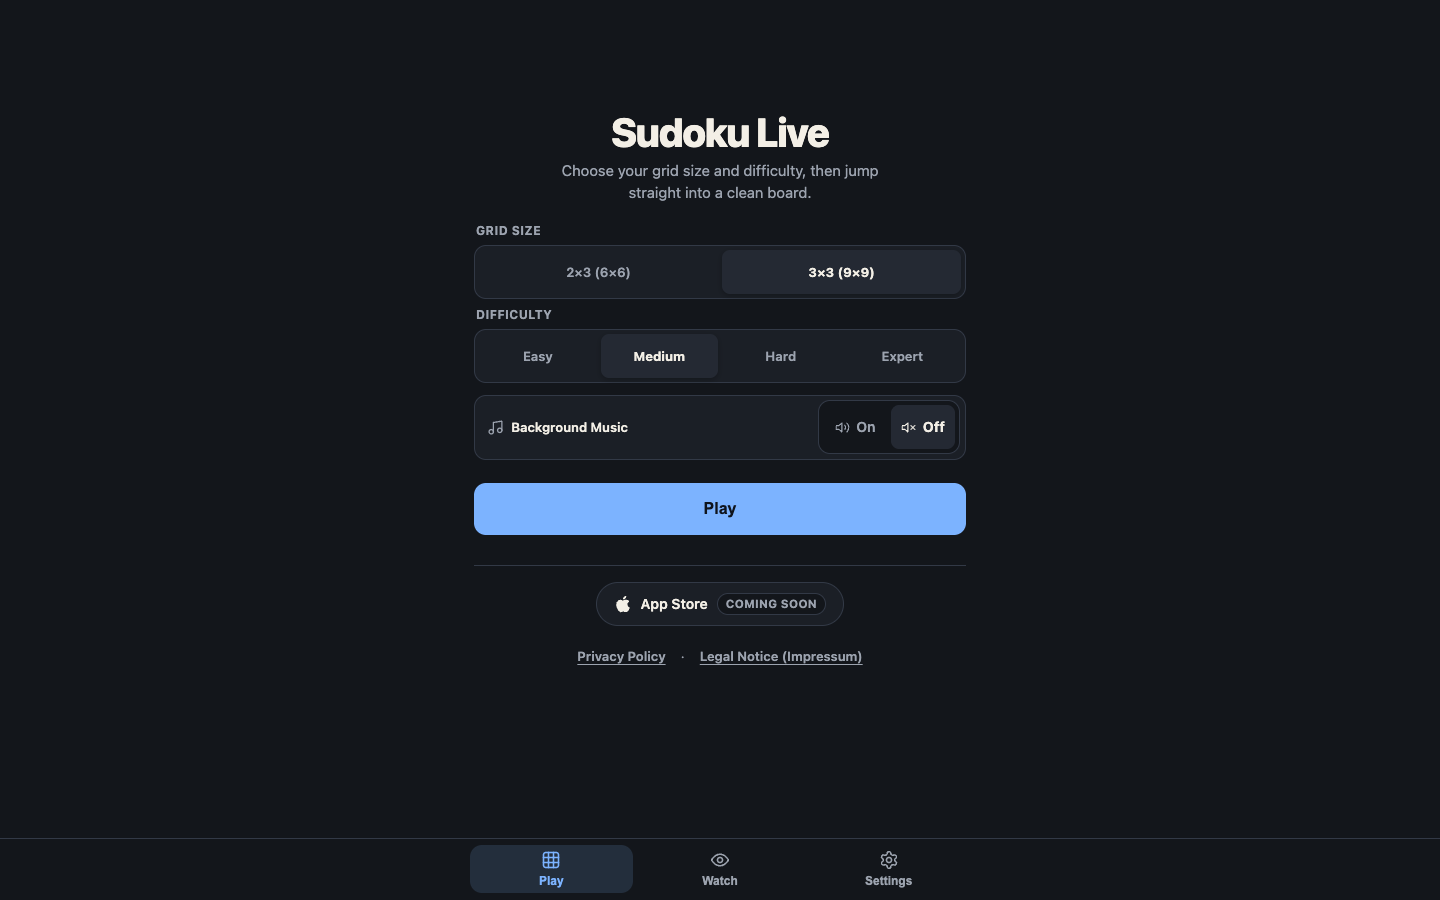 Sudoku Live
Choose your grid size and difficulty, then jump
straight into a clean board.
GRID SIZE
2×3 (6×6)
3×3 (9×9)
DIFFICULTY
Easy
Medium
Hard
Expert
Background Music
On
Off
Play
App Store
COMING SOON
Privacy Policy · Legal Notice (Impressum)
Play
Watch
Settings